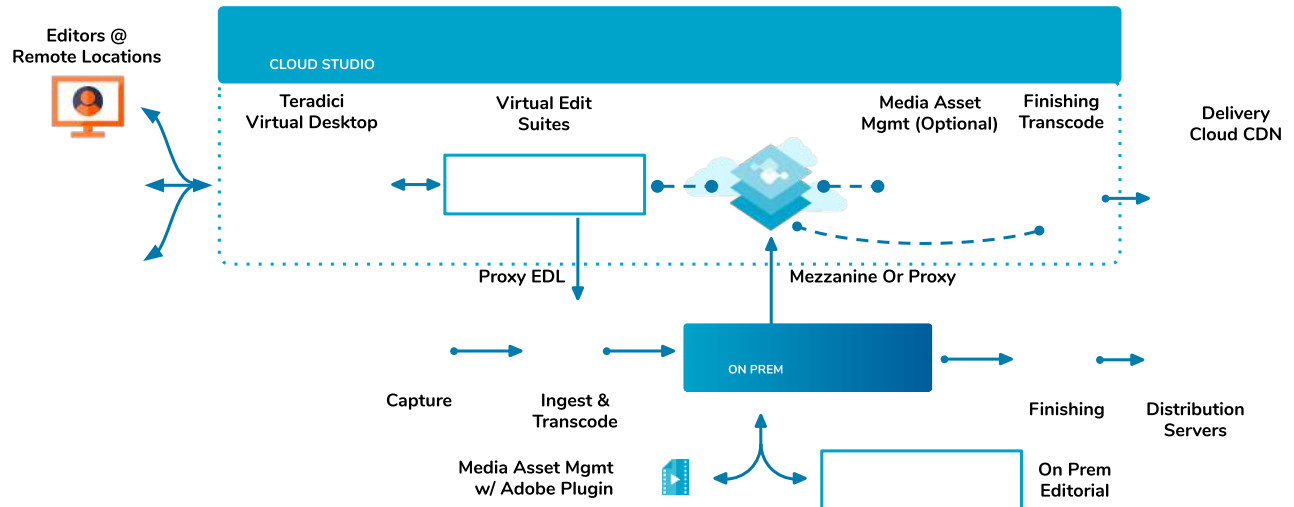 Editors @
Remote Locations
CLOUD STUDIO
Teradici
Virtual Desktop
Virtual Edit
Suites
Media Asset
Mgmt (Optional)
Finishing
Transcode
Delivery
Cloud CDN
Proxy EDL
Mezzanine Or Proxy
ON PREM
Capture
Ingest &
Transcode
Finishing
Distribution
Servers
Media Asset Mgmt
w/ Adobe Plugin
On Prem
Editorial